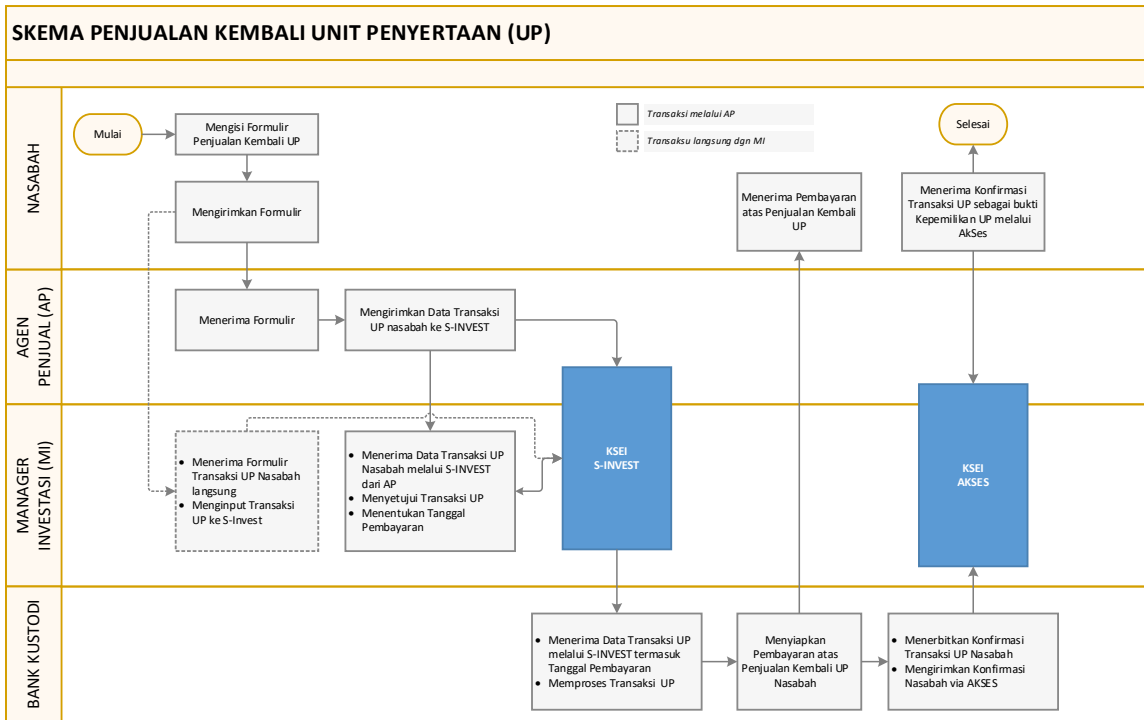 SKEMA PENJUALAN KEMBALI UNIT PENYERTAAN (UP)
NASABAH
Mulai
Mengisi Formulir
Penjualan Kembali UP
Mengirimkan Formulir
Transaksi melalui AP
Transaksu langsung dgn MI
Menerima Pembayaran
atas Penjualan Kembali
UP
Selesai
Menerima Konfirmasi
Transaksi UP sebagai bukti
Kepemilikan UP melalui
AkSes
AGEN
PENJUAL (AP)
Menerima Formulir
Mengirimkan Data Transaksi
UP nasabah ke S-INVEST
MANAGER
INVESTASI (MI)
• Menerima Formulir
Transaksi UP Nasabah
langsung
• Menginput Transaksi
UP ke S-Invest
• Menerima Data Transaksi UP
Nasabah melalui S-INVEST
dari AP
• Menyetujui Transaksi UP
• Menentukan Tanggal
Pembayaran
KSEI
S-INVEST
KSEI
AKSES
BANK KUSTODI
• Menerima Data Transaksi UP
melalui S-INVEST termasuk
Tanggal Pembayaran
• Memproses Transaksi UP
Menyiapkan
Pembayaran atas
Penjualan Kembali UP
Nasabah
• Menerbitkan Konfirmasi
Transaksi UP Nasabah
• Mengirimkan Konfirmasi
Nasabah via AKSES